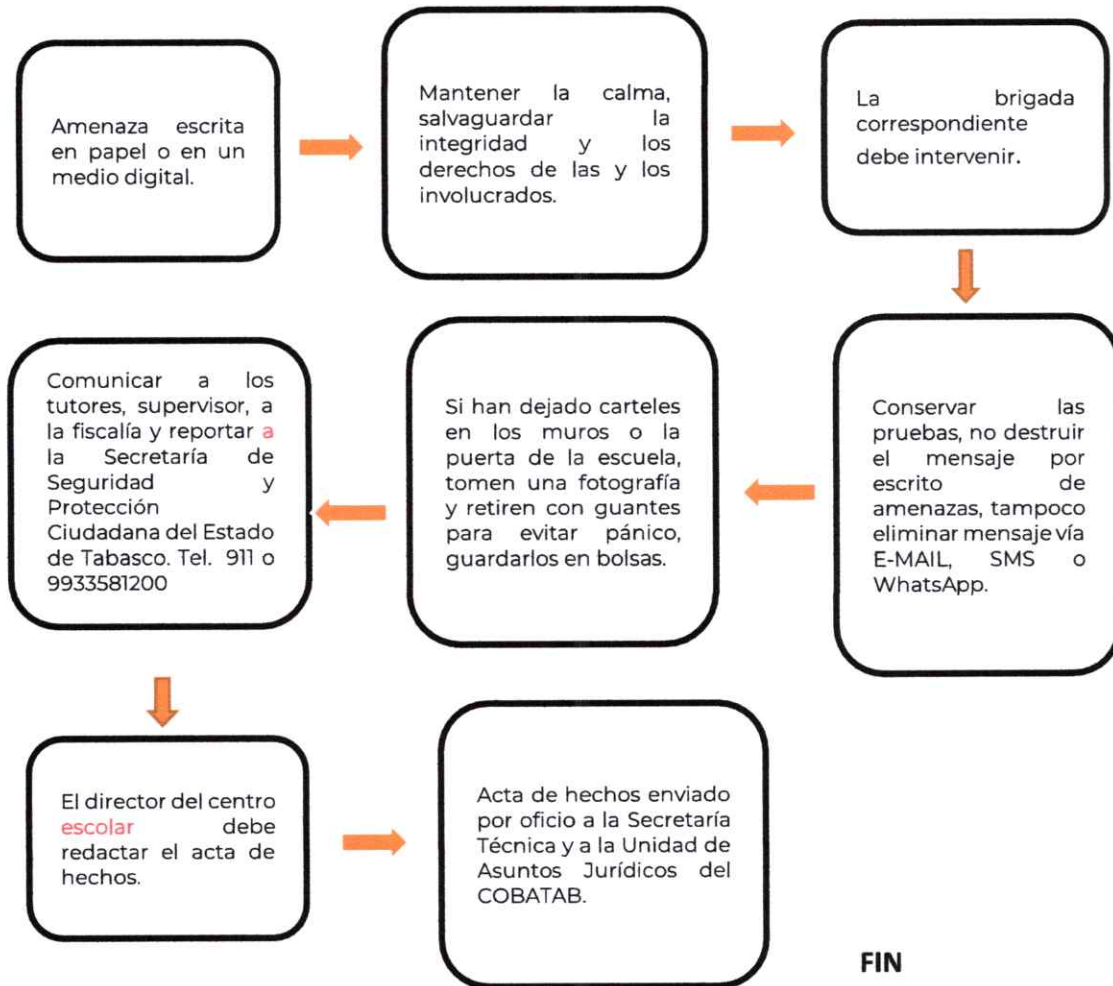 Amenaza escrita
en papel o en un
medio digital.
Mantener la calma,
salvaguardar la
integridad y los
derechos de las y los
involucrados.
La brigada
correspondiente
debe intervenir.
Conservar las
pruebas, no destruir
el mensaje por
escrito de
amenazas, tampoco
eliminar mensaje vía
E-MAIL, SMS o
WhatsApp.
Si han dejado carteles
en los muros o la
puerta de la escuela,
tomen una fotografía
y retiren con guantes
para evitar pánico,
guardarlos en bolsas.
Comunicar a los
tutores, supervisor, a
la fiscalía y reportar a
la Secretaría de
Seguridad y
Protección
Ciudadana del Estado
de Tabasco. Tel. 911 o
9933581200
El director del centro
escolar debe
redactar el acta de
hechos.
Acta de hechos enviado
por oficio a la Secretaría
Técnica y a la Unidad de
Asuntos Jurídicos del
COBATAB.
FIN